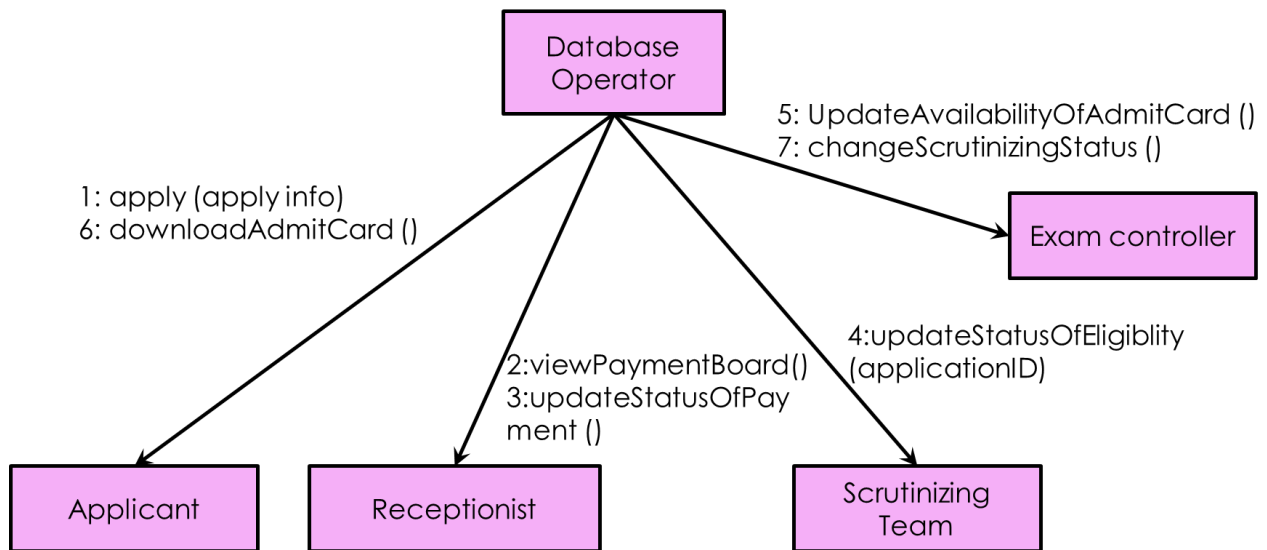 Database
Operator
5: UpdateAvailabilityOfAdmitCard ()
7: changeScrutinizingStatus ()
1: apply (apply info)
6: downloadAdmitCard ()
Exam controller
4:updateStatusOfEligiblity
(applicationID)
2:viewPaymentBoard()
3:updateStatusOfPay
ment ()
Applicant
Receptionist
Scrutinizing
Team